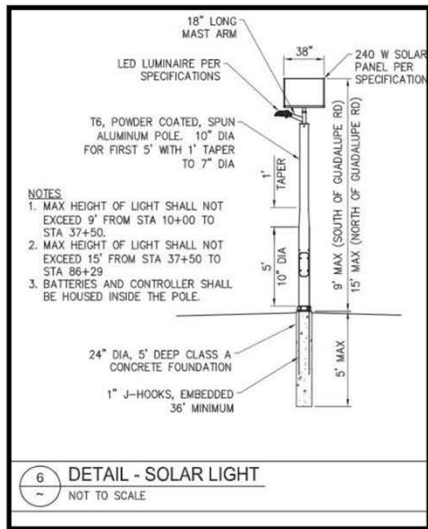 18" LONG
MAST ARM
38"
LED LUMINAIRE PER
SPECIFICATIONS
240 W SOLAR
PANEL PER
SPECIFICATION
T6, POWDER COATED, SPUN
ALUMINUM POLE. 10" DIA
FOR FIRST 5' WITH 1' TAPER
TO 7" DIA
1'
TAPER
NOTES
1. MAX HEIGHT OF LIGHT SHALL NOT
EXCEED 9' FROM STA 10+00 TO
STA 37+50.
2. MAX HEIGHT OF LIGHT SHALL NOT
EXCEED 15' FROM STA 37+50 TO
STA 86+29
3. BATTERIES AND CONTROLLER SHALL
BE HOUSED INSIDE THE POLE.
5'
10" DIA
9' MAX (SOUTH OF GUADALUPE RD)
15' MAX (NORTH OF GUADALUPE RD)
24" DIA, 5' DEEP CLASS A
CONCRETE FOUNDATION
1" J-HOOKS, EMBEDDED
36' MINIMUM
5' MAX
6
~
DETAIL - SOLAR LIGHT
NOT TO SCALE